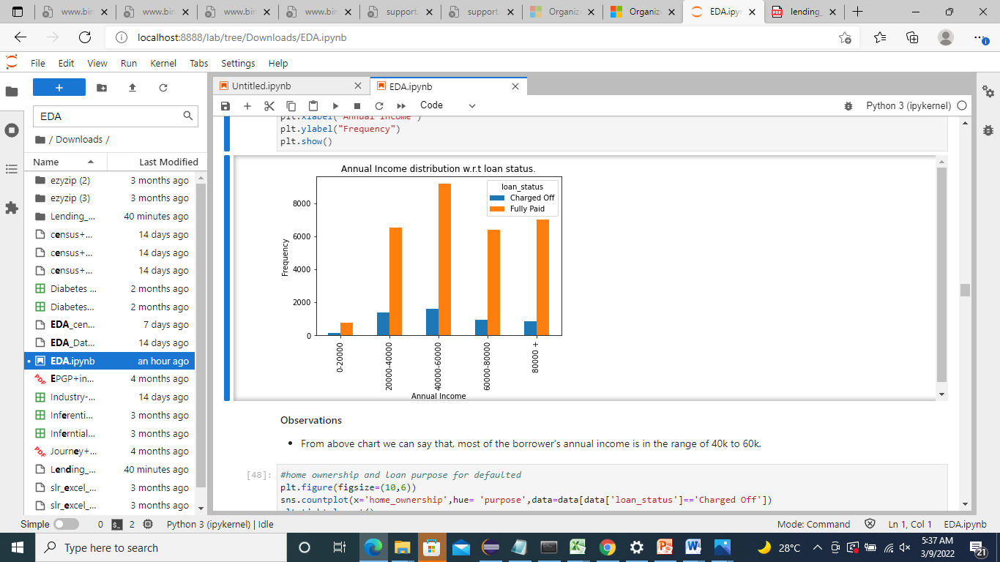 www.bin
www.bin
www.bin
www.bin
support.
support.
Organize
Organize
EDA.ipyn
lending_
localhost:8888/lab/tree/Downloads/EDA.ipynb
File Edit View Run Kernel Tabs Settings Help
Untitled.ipynb
EDA.ipynb
Code
Python 3 (ipykernel)
EDA
/ Downloads /
Name Last Modified
ezyzip (2) 3 months ago
ezyzip (3) 3 months ago
Lending_... 40 minutes ago
census+... 14 days ago
census+... 14 days ago
census+... 14 days ago
Diabetes ... 2 months ago
Diabetes... 2 months ago
EDA_cen... 7 days ago
EDA_Dat... 14 days ago
EDA.ipynb an hour ago
EPGP+in... 4 months ago
Industry-... 14 days ago
Inferenti... 3 months ago
Inferntial... 3 months ago
Journey+... 4 months ago
Lending_... 40 minutes ago
slr_excel_... 3 months ago
slr_excel_... 3 months ago
plt.xlabel("Annual Income")
plt.ylabel("Frequency")
plt.show()
Annual Income distribution w.r.t loan status.
loan_status
Charged Off
Fully Paid
8000
6000
4000
2000
0
Frequency
0-20000
20000-40000
40000-60000
60000-80000
80000 +
Annual Income
Observations
• From above chart we can say that, most of the borrower's annual income is in the range of 40k to 60k.
[48]:
#home ownership and loan purpose for defaulted
plt.figure(figsize=(10,6))
sns.countplot(x='home_ownership',hue= 'purpose',data=data[data['loan_status']=='Charged Off'])
Simple 0 2 Python 3 (ipykernel) | Idle Mode: Command Ln 1, Col 1 EDA.ipynb
Type here to search
28°C
5:37 AM
3/9/2022
21